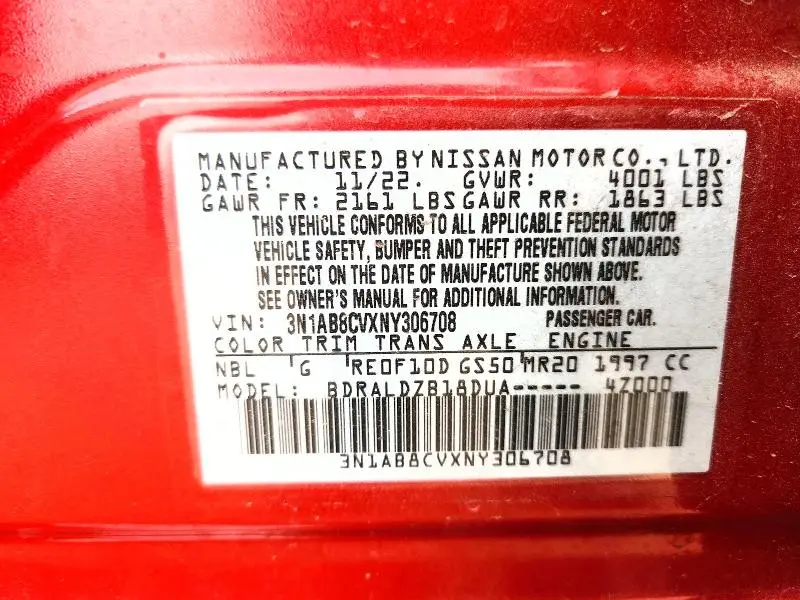 MANUFACTURED BY NISSAN MOTOR CO., LTD.
DATE: 11/22. GVWR: 4001 LBS
GAWR FR: 2161 LBS GAWR RR: 1863 LBS
THIS VEHICLE CONFORMS TO ALL APPLICABLE FEDERAL MOTOR
VEHICLE SAFETY, BUMPER AND THEFT PREVENTION STANDARDS
IN EFFECT ON THE DATE OF MANUFACTURE SHOWN ABOVE.
SEE OWNER'S MANUAL FOR ADDITIONAL INFORMATION.
VIN: 3N1AB8CVXNY306708 PASSENGER CAR.
COLOR TRIM TRANS AXLE ENGINE
NBL G RE0F10D GS50 MR20 1997 CC
MODEL: BDRALDZB18DUA----- 4Z000
3N1AB8CVXNY306708